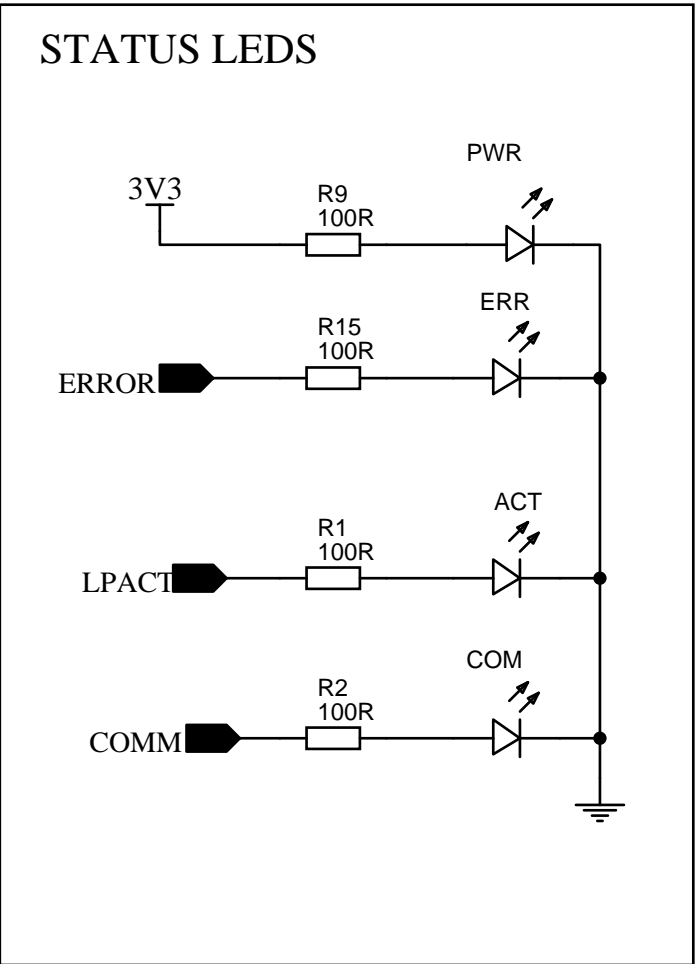 STATUS LEDS
PWR
3V3
R9
100R
ERR
R15
100R
ERROR
ACT
R1
100R
LPACT
COM
R2
100R
COMM